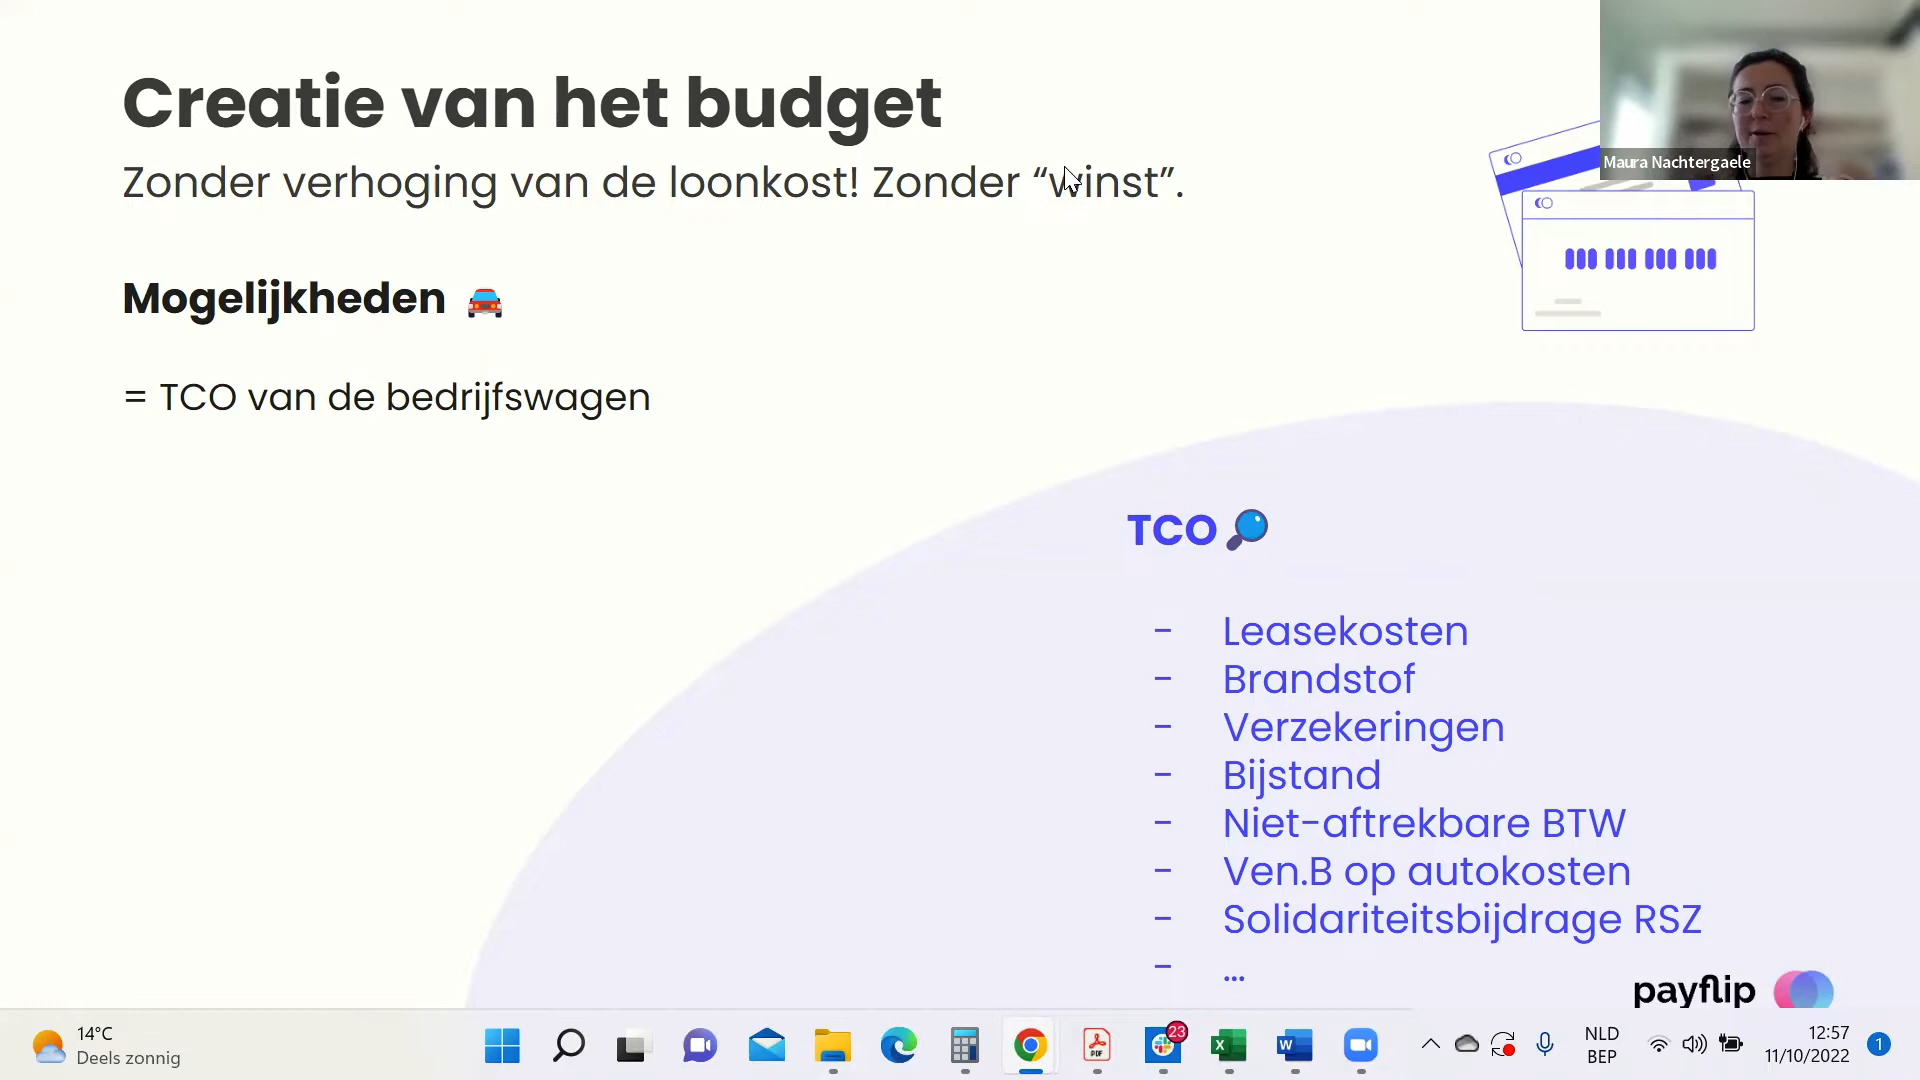 Creatie van het budget
Zonder verhoging van de loonkost! Zonder “winst”.
Maura Nachtergaele
Mogelijkheden
= TCO van de bedrijfswagen
TCO
- Leasekosten
- Brandstof
- Verzekeringen
- Bijstand
- Niet-aftrekbare BTW
- Ven.B op autokosten
- Solidariteitsbijdrage RSZ
- ...
payflip
14°C
Deels zonnig
PDF
23
X
W
NLD
BEP
12:57
11/10/2022
1